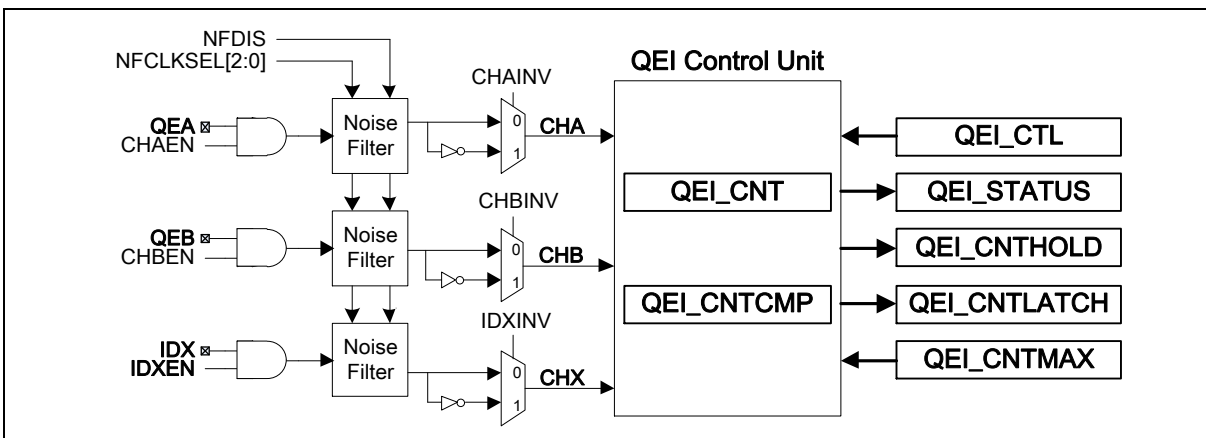 NFDIS
NFCLKSEL[2:0]
QEI Control Unit
CHAINV
QEA
CHAEN
Noise
Filter
0
1
CHA
QEI_CTL
QEI_CNT
QEI_STATUS
CHBINV
QEB
CHBEN
Noise
Filter
0
1
CHB
QEI_CNTHOLD
QEI_CNTCMP
QEI_CNTLATCH
IDXINV
IDX
IDXEN
Noise
Filter
0
1
CHX
QEI_CNTMAX